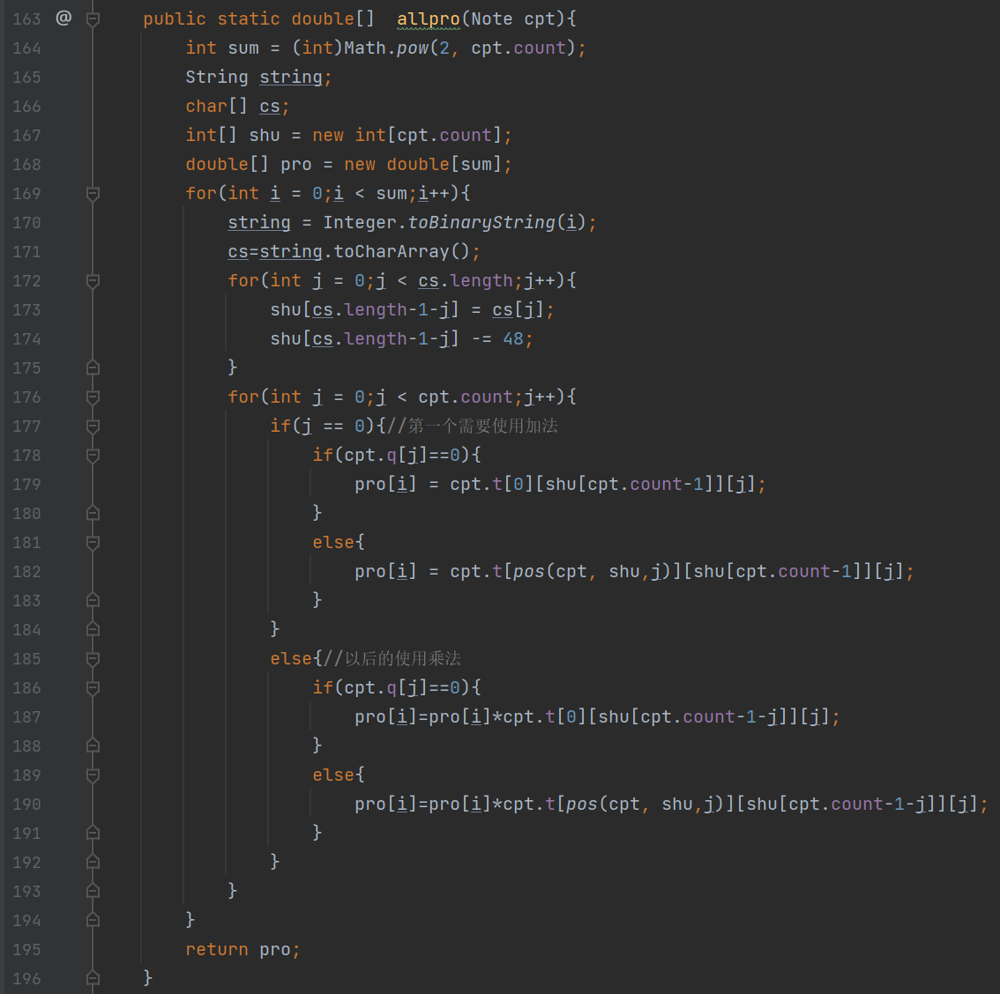 163 @ public static double[]  allpro(Note cpt){
164 int sum = (int)Math.pow(2, cpt.count);
165 String string;
166 char[] cs;
167 int[] shu = new int[cpt.count];
168 double[] pro = new double[sum];
169 for(int i = 0;i < sum;i++){
170 string = Integer.toBinaryString(i);
171 cs=string.toCharArray();
172 for(int j = 0;j < cs.length;j++){
173 shu[cs.length-1-j] = cs[j];
174 shu[cs.length-1-j] -= 48;
175 }
176 for(int j = 0;j < cpt.count;j++){
177 if(j == 0){//第一个需要使用加法
178 if(cpt.q[j]==0){
179 pro[i] = cpt.t[0][shu[cpt.count-1]][j];
180 }
181 else{
182 pro[i] = cpt.t[pos(cpt, shu,j)][shu[cpt.count-1]][j];
183 }
184 }
185 else{//以后的使用乘法
186 if(cpt.q[j]==0){
187 pro[i]=pro[i]*cpt.t[0][shu[cpt.count-1-j]][j];
188 }
189 else{
190 pro[i]=pro[i]*cpt.t[pos(cpt, shu,j)][shu[cpt.count-1-j]][j];
191 }
192 }
193 }
194 }
195 return pro;
196 }